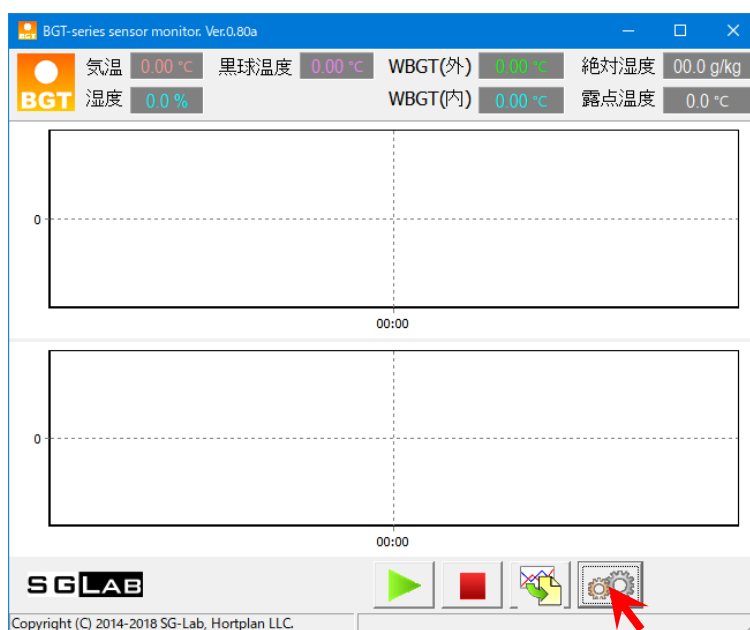 BGT-series sensor monitor. Ver.0.80a
BGT 気温 0.00 °C 黒球温度 0.00 °C WBGT(外) 0.00 °C 絶対湿度 00.0 g/kg
湿度 0.0 % WBGT(内) 0.00 °C 露点温度 0.0 °C
0
00:00
0
00:00
SGLAB
Copyright (C) 2014-2018 SG-Lab, Hortplan LLC.